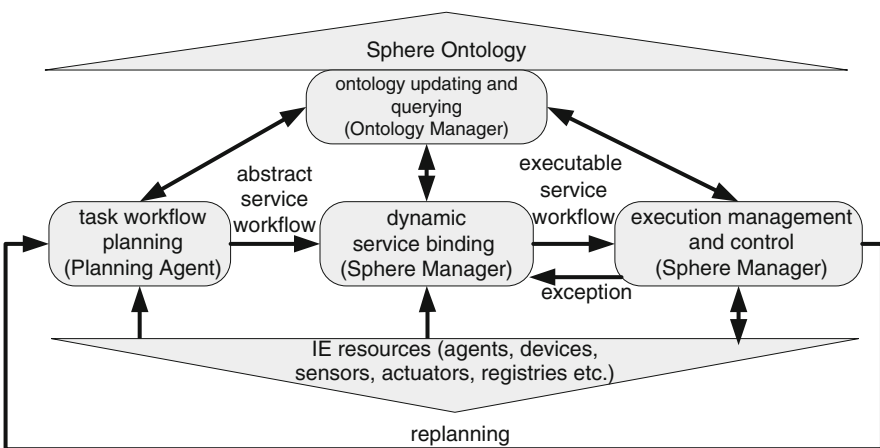 Sphere Ontology
ontology updating and
querying
(Ontology Manager)
abstract
service
workflow
executable
service
workflow
task workflow
planning
(Planning Agent)
dynamic
service binding
(Sphere Manager)
execution management
and control
(Sphere Manager)
exception
IE resources (agents, devices,
sensors, actuators, registries etc.)
replanning